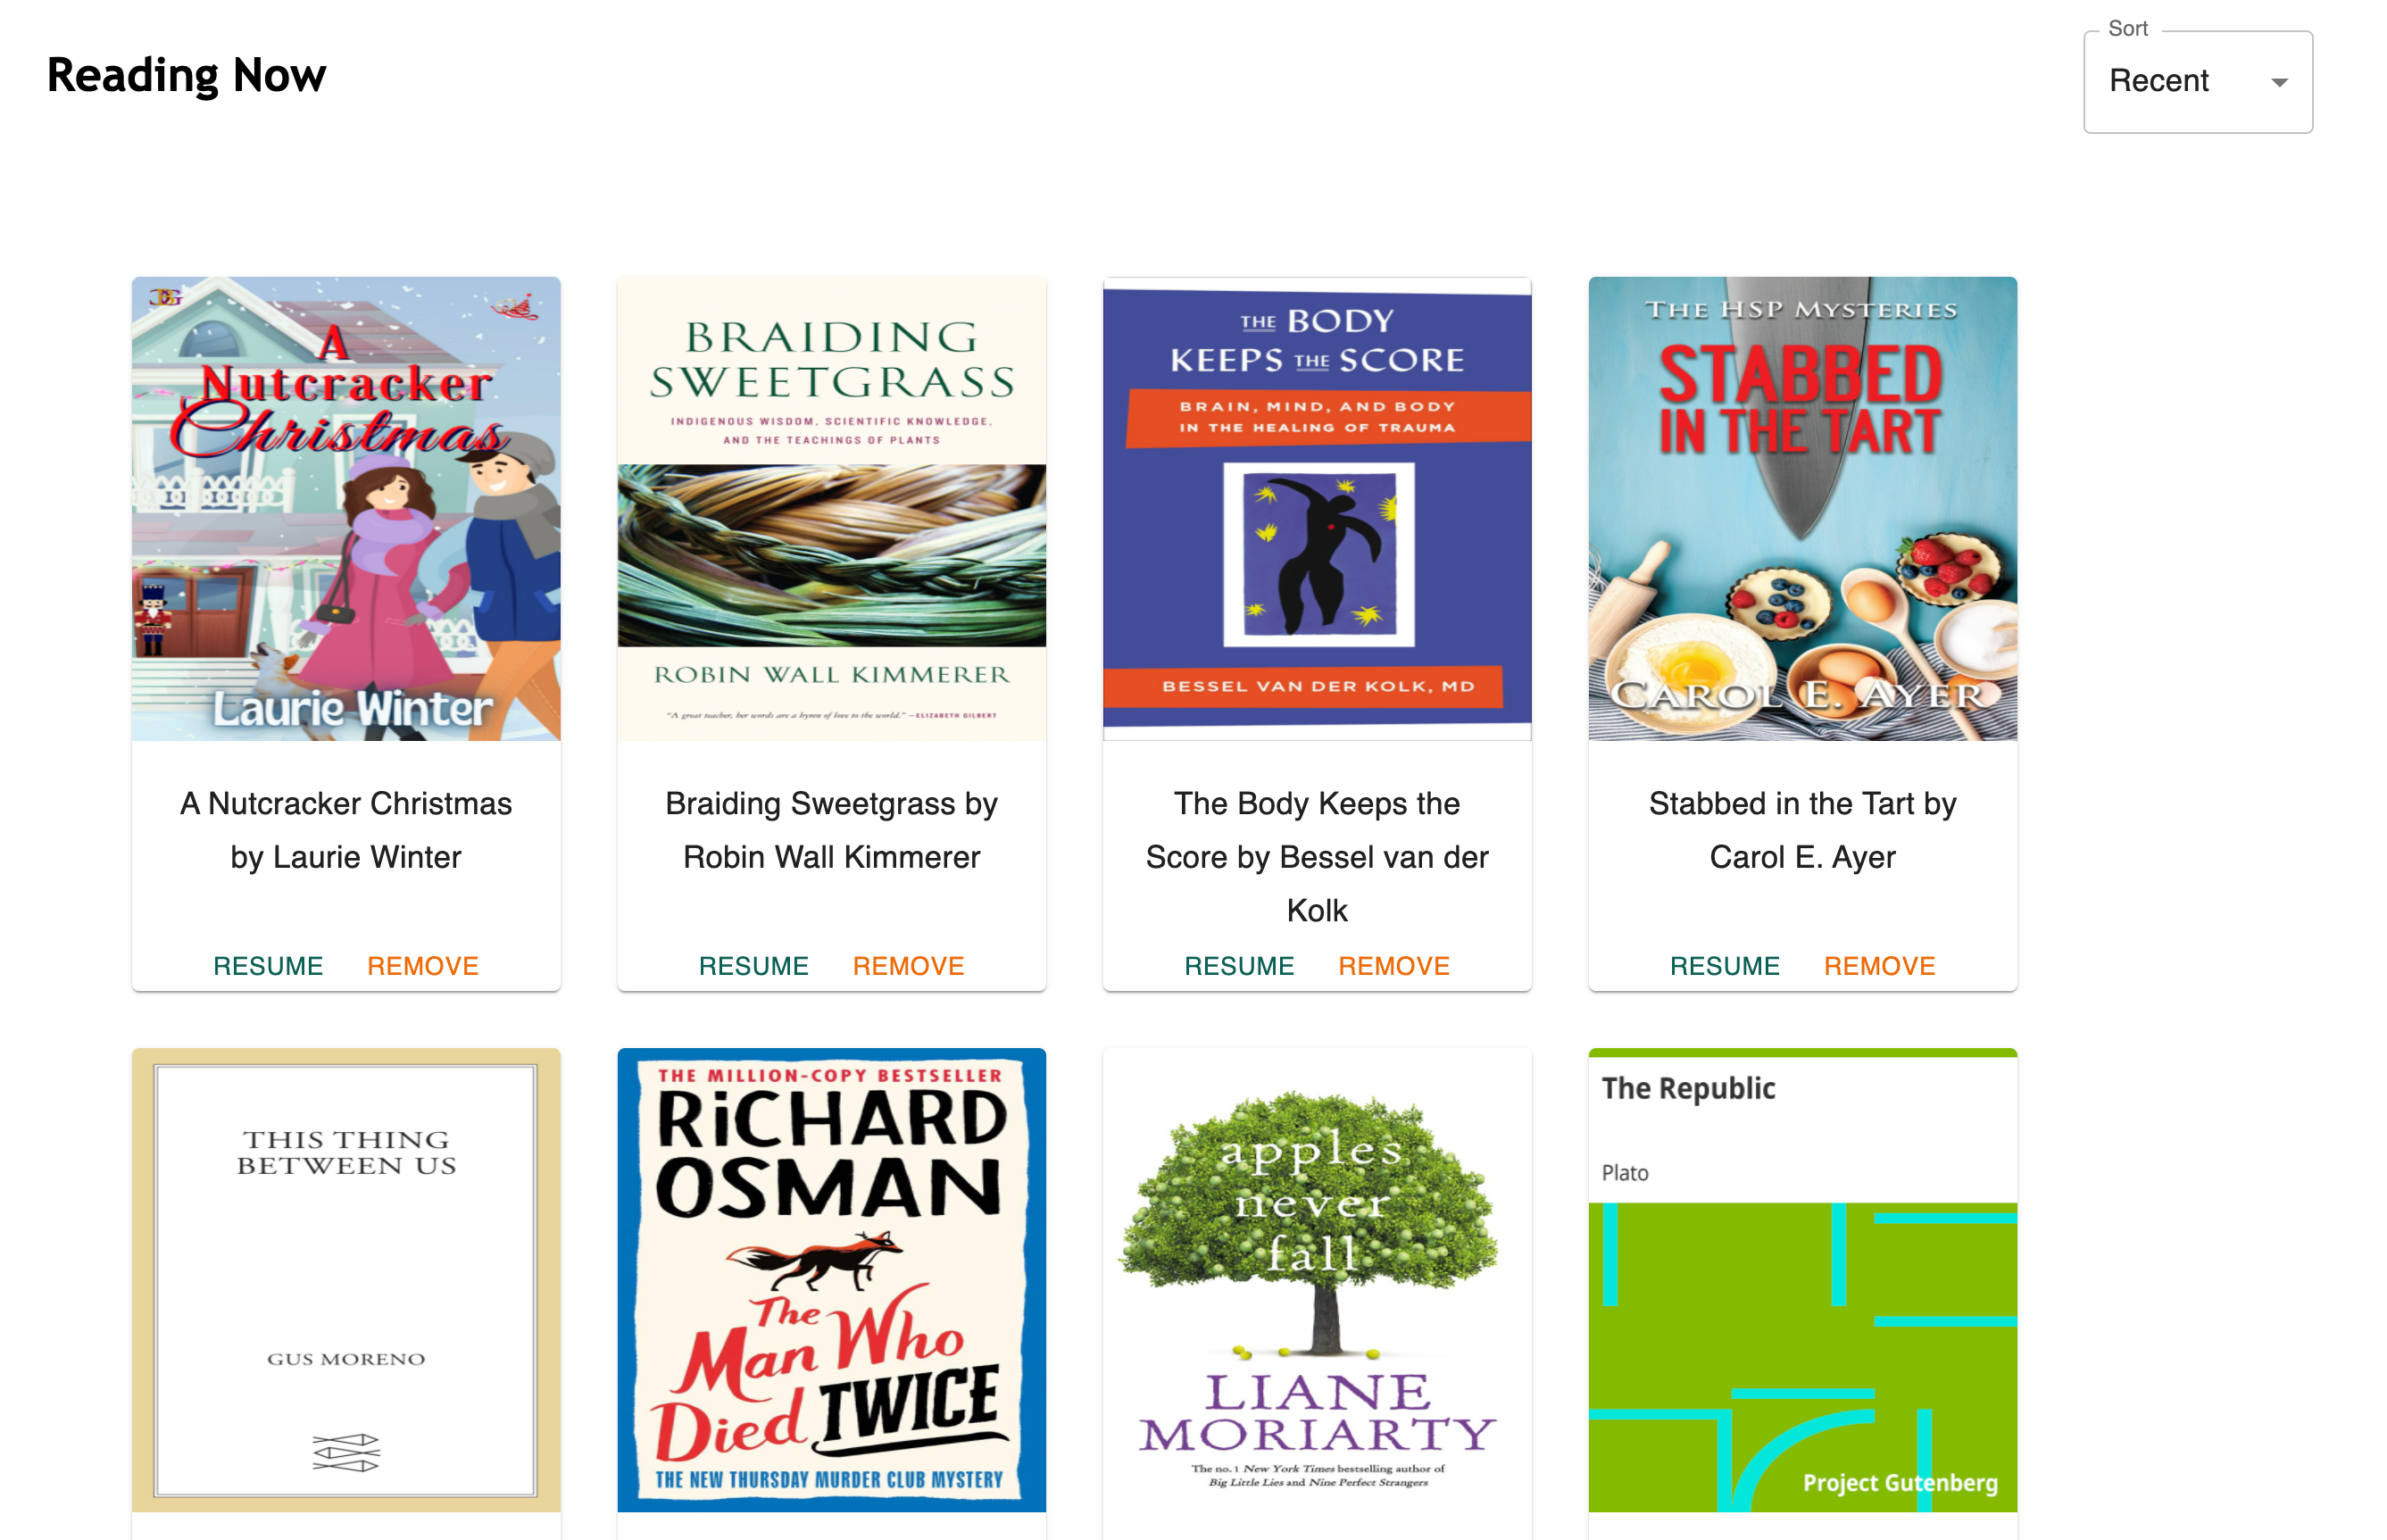 Sort
Reading Now
Recent
A
Nutcracker
Christmas
Laurie Winter
A Nutcracker Christmas
by Laurie Winter
RESUME REMOVE
BRAIDING
SWEETGRASS
INDIGENOUS WISDOM, SCIENTIFIC KNOWLEDGE,
AND THE TEACHINGS OF PLANTS
ROBIN WALL KIMMERER
"A great teacher, her words are a hymn of love to the world." —ELIZABETH GILBERT
Braiding Sweetgrass by
Robin Wall Kimmerer
RESUME REMOVE
THE BODY
KEEPS THE SCORE
BRAIN, MIND, AND BODY
IN THE HEALING OF TRAUMA
BESSEL VAN DER KOLK, MD
The Body Keeps the
Score by Bessel van der
Kolk
RESUME REMOVE
THE HSP MYSTERIES
STABBED
IN THE TART
CAROL E. AYER
Stabbed in the Tart by
Carol E. Ayer
RESUME REMOVE
THIS THING
BETWEEN US
GUS MORENO
THE MILLION-COPY BESTSELLER
RiCHARD
OSMAN
The
Man Who
Died TWICE
THE NEW THURSDAY MURDER CLUB MYSTERY
apples
never
fall
LIANE
MORIARTY
The no. 1 New York Times bestselling author of
Big Little Lies and Nine Perfect Strangers
The Republic
Plato
Project Gutenberg